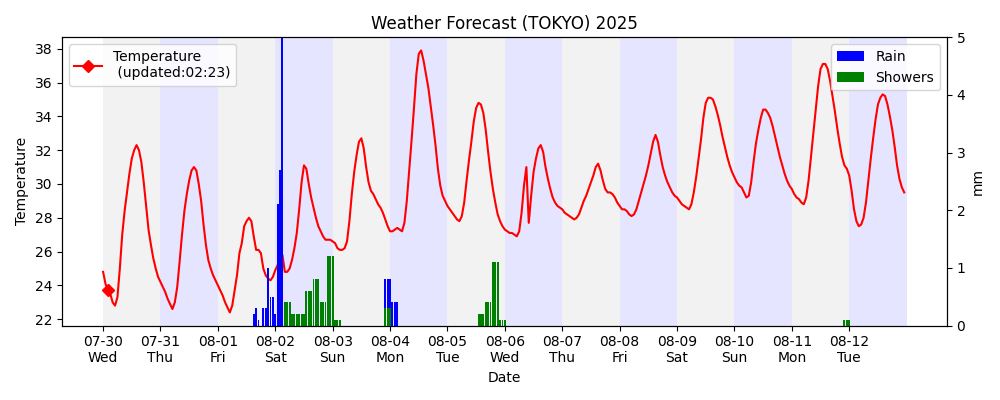 Weather Forecast (TOKYO) 2025
Temperature
(updated:02:23)
Rain
Showers
38
36
34
32
30
28
26
24
22
5
4
3
2
1
0
Temperature
mm
07-30 07-31 08-01 08-02 08-03 08-04 08-05 08-06 08-07 08-08 08-09 08-10 08-11 08-12
Wed Thu Fri Sat Sun Mon Tue Wed Thu Fri Sat Sun Mon Tue
Date